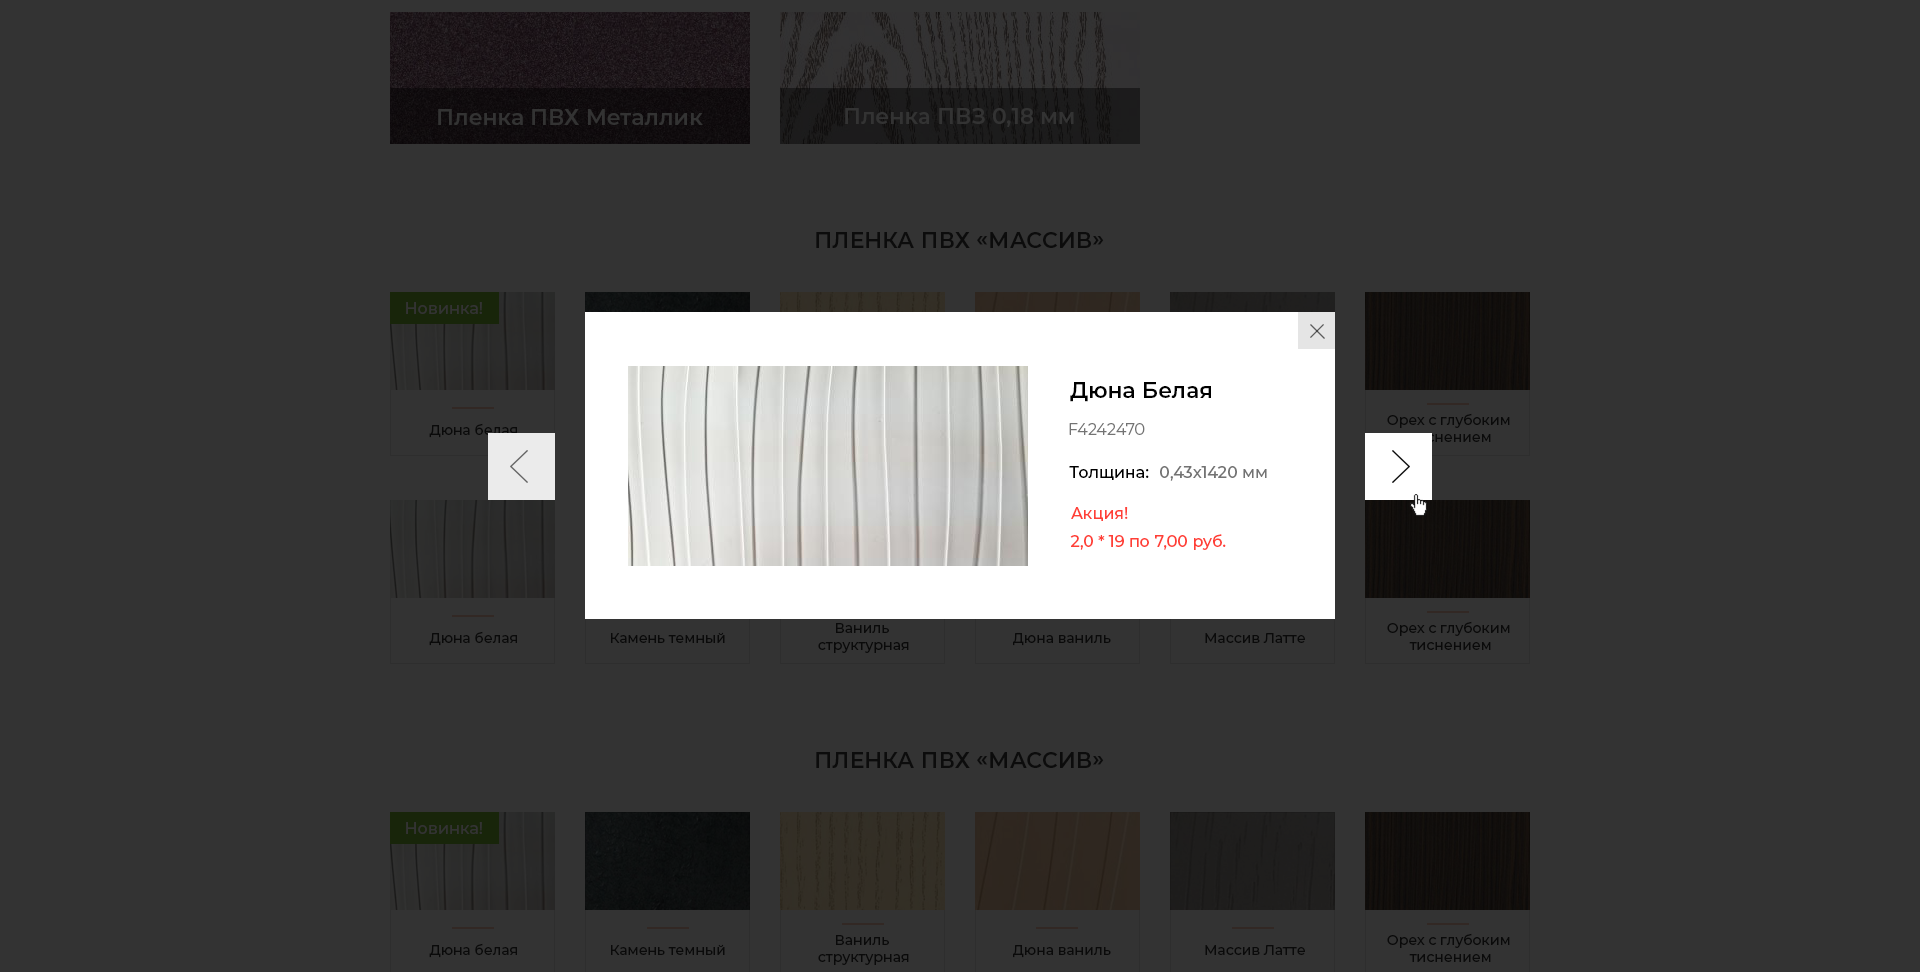 Пленка ПВХ Металлик
Пленка ПВЗ 0,18 мм
ПЛЕНКА ПВХ «МАССИВ»
Новинка!
Дюна белая
Орех с глубоким
Дюна Белая
F4242470
Толщина: 0,43х1420 мм
Акция!
2,0 * 19 по 7,00 руб.
Дюна белая
Камень темный
Ваниль
структурная
Дюна ваниль
Массив Латте
Орех с глубоким
тиснением
ПЛЕНКА ПВХ «МАССИВ»
Новинка!
Дюна белая
Камень темный
Ваниль
структурная
Дюна ваниль
Массив Латте
Орех с глубоким
тиснением